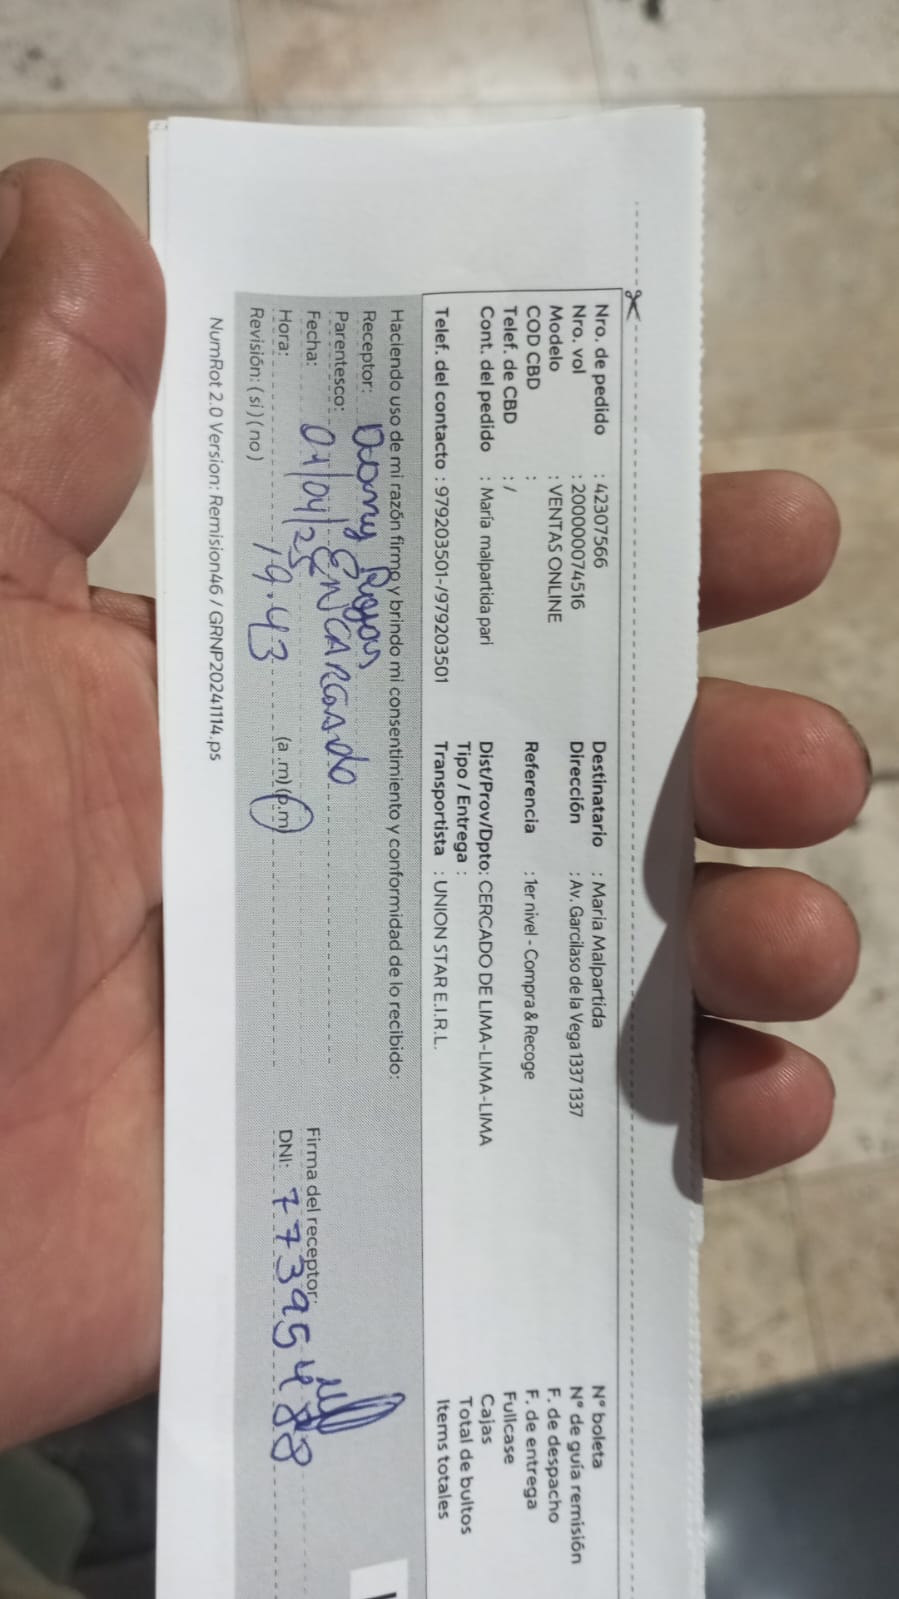 Nro. de pedido : 42307566
Nro. vol : 20000074516
Modelo : VENTAS ONLINE
COD CBD :
Telef. de CBD : /
Cont. del pedido : María malpartida pari
Telef. del contacto : 979203501-/979203501
Destinatario : Maria Malpartida
Dirección : Av. Garcilaso de la Vega 1337 1337
Referencia : 1er nivel - Compra & Recoge
Dist/Prov/Dpto: CERCADO DE LIMA-LIMA-LIMA
Tipo / Entrega :
Transportista : UNION STAR E.I.R.L.
N° boleta
N° de guía remisión
F. de despacho
F. de entrega
Fullcase
Cajas
Total de bultos
Items totales
Haciendo uso de mi razón firmo y brindo mi consentimiento y conformidad de lo recibido:
Receptor: Rojas
Parentesco: ENCARGADO
Fecha: 01/04/25
Hora: 19.43 (a.m) (p.m)
Revisión: (si) (no)
Firma del receptor:
DNI: 77395488
NumRot 2.0 Version: Remision46 / GRNP20241114.ps